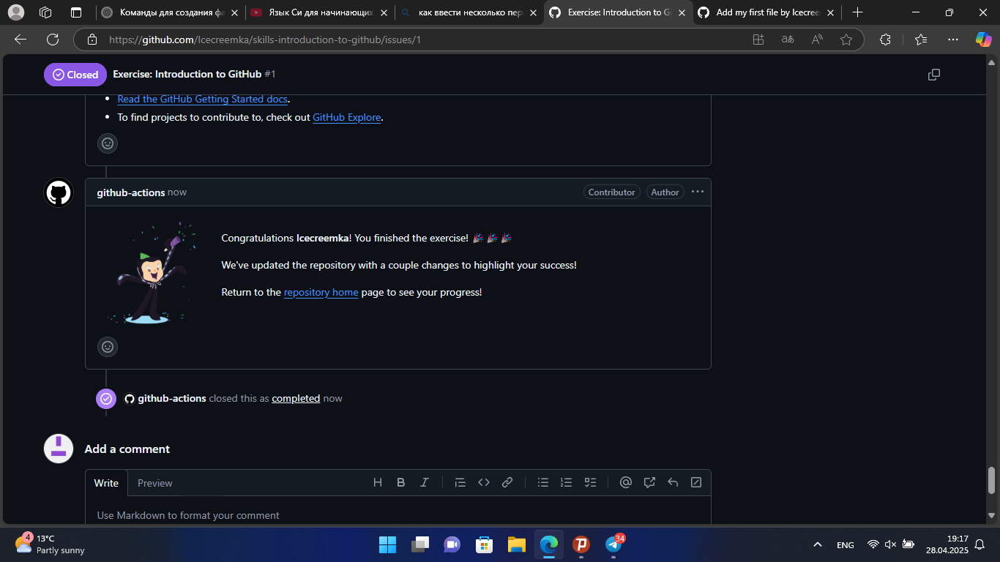 Команды для создания фа
Язык Си для начинающих
как ввести несколько пер
Exercise: Introduction to Gi
Add my first file by Icecree
https://github.com/Icecreemka/skills-introduction-to-github/issues/1
Closed
Exercise: Introduction to GitHub #1
Read the GitHub Getting Started docs.
To find projects to contribute to, check out GitHub Explore.
github-actions now
Contributor
Author
Congratulations Icecreemka! You finished the exercise! 🎉 🎉 🎉
We've updated the repository with a couple changes to highlight your success!
Return to the repository home page to see your progress!
github-actions closed this as completed now
Add a comment
Write
Preview
Use Markdown to format your comment
4
13°C
Partly sunny
34
ENG
19:17
28.04.2025